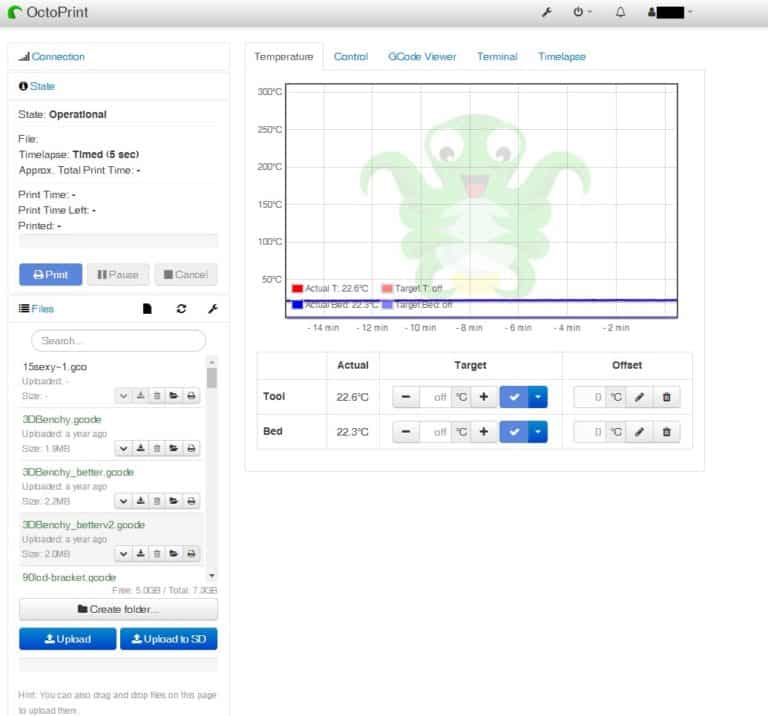 OctoPrint
Connection
State
State: Operational
File:
Timelapse: Timed (5 sec)
Approx. Total Print Time: -
Print Time: -
Print Time Left: -
Printed: -
Print Pause Cancel
Files
Search...
15sexy~1.gco
Uploaded: -
Size: -
3DBenchy.gcode
Uploaded: a year ago
Size: 1.9MB
3DBenchy_better.gcode
Uploaded: a year ago
Size: 2.2MB
3DBenchy_betterv2.gcode
Uploaded: a year ago
Size: 2.0MB
90lcd-bracket.gcode
Free: 5.0GB / Total: 7.3GB
Create folder...
Upload Upload to SD
Hint: You can also drag and drop files on this page
to upload them.
Temperature Control GCode Viewer Terminal Timelapse
300°C
250°C
200°C
150°C
100°C
50°C
Actual T: 22.6°C Target T: off
Actual Bed: 22.3°C Target Bed: off
- 14 min - 12 min - 10 min - 8 min - 6 min - 4 min - 2 min
Actual Target Offset
Tool 22.6°C off °C 0 °C
Bed 22.3°C off °C 0 °C